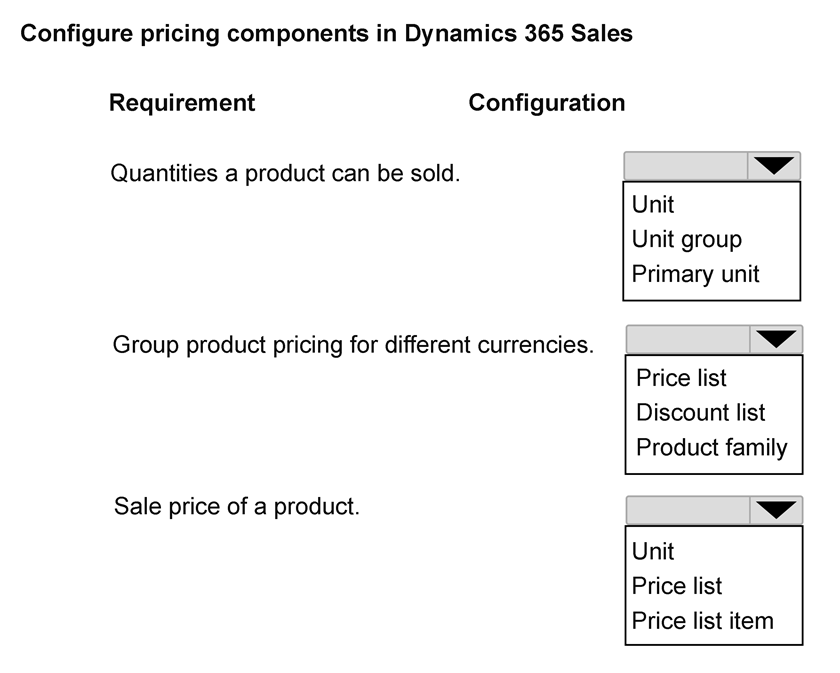 Configure pricing components in Dynamics 365 Sales
Requirement Configuration
Quantities a product can be sold.
Unit
Unit group
Primary unit
Group product pricing for different currencies.
Price list
Discount list
Product family
Sale price of a product.
Unit
Price list
Price list item